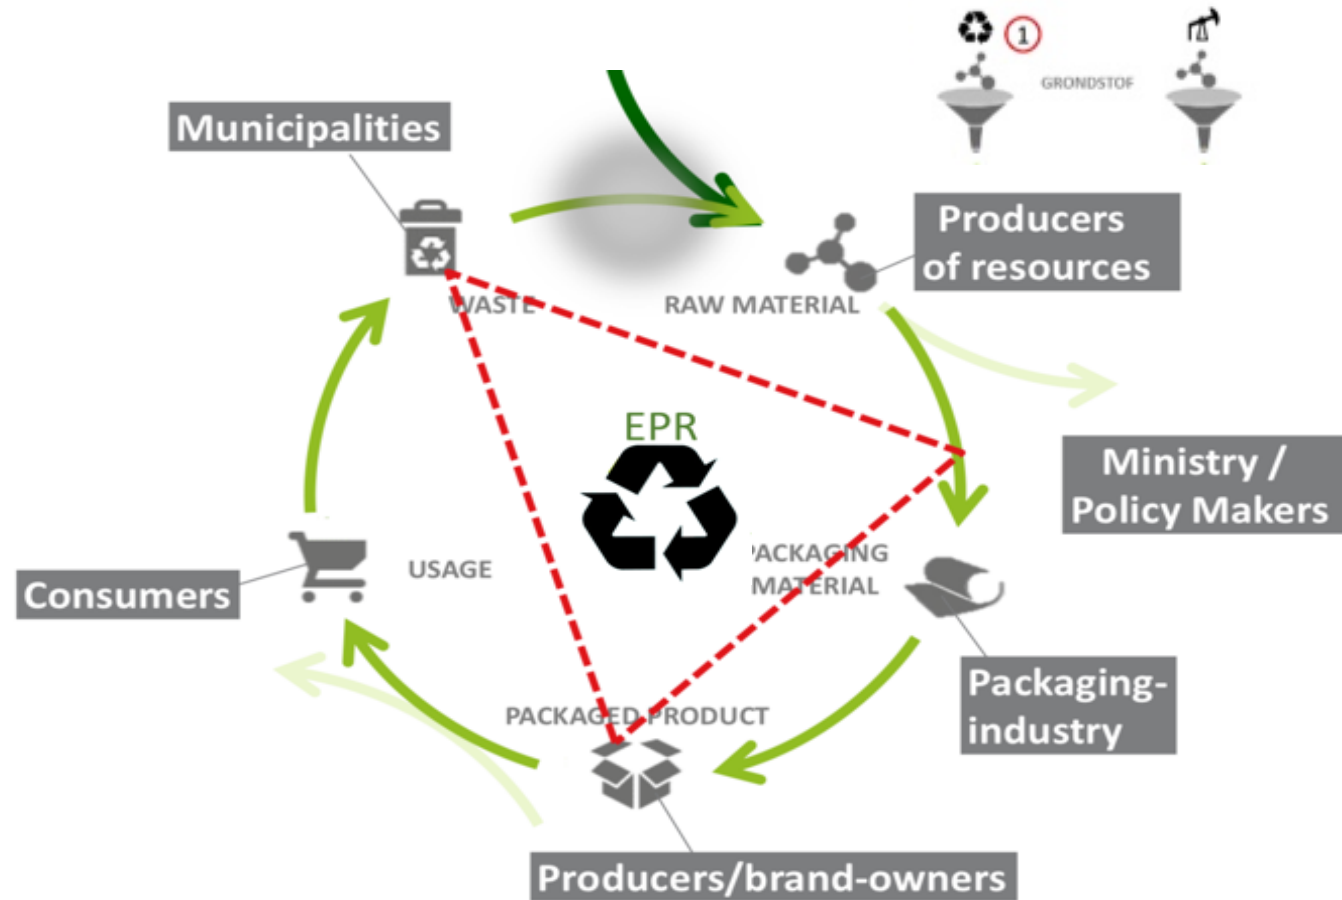 1
GRONDSTOF
Municipalities
Producers
of resources
WASTE
RAW MATERIAL
EPR
Ministry /
Policy Makers
PACKAGING
MATERIAL
USAGE
Consumers
Packaging-
industry
PACKAGED PRODUCT
Producers/brand-owners